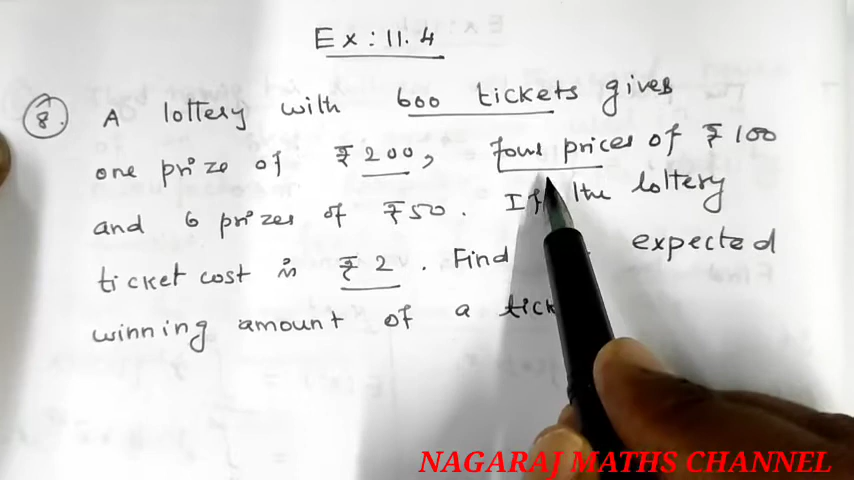 Ex: 11.4
8. A lottery with 600 tickets gives
one prize of ₹200, four prices of ₹100
and 6 prizes of ₹50. If the lottery
ticket cost is ₹2. Find expected
winning amount of a
NAGARAJ MATHS CHANNEL